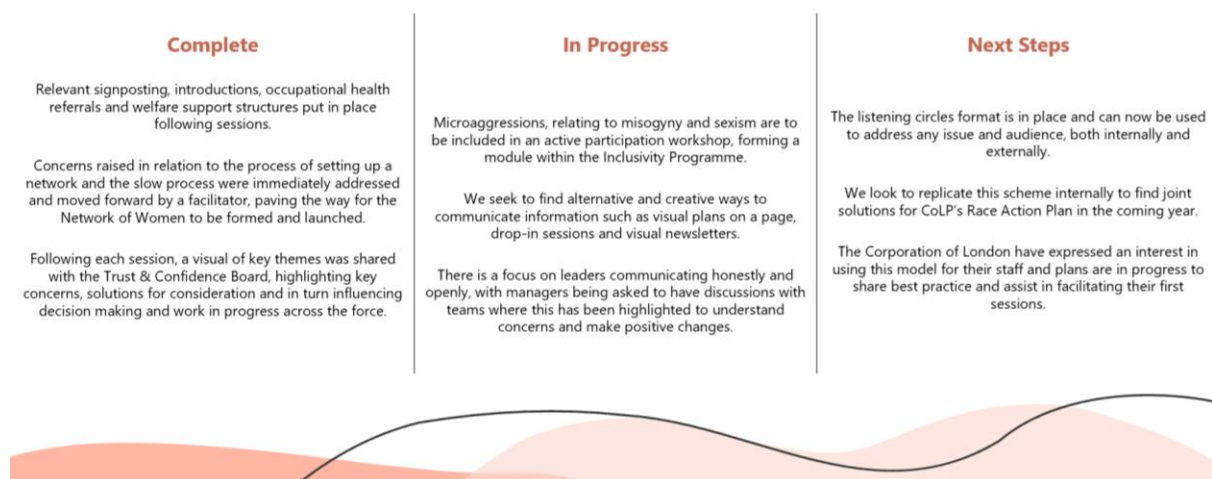 Complete
Relevant signposting, introductions, occupational health
referrals and welfare support structures put in place
following sessions.
Concerns raised in relation to the process of setting up a
network and the slow process were immediately addressed
and moved forward by a facilitator, paving the way for the
Network of Women to be formed and launched.
Following each session, a visual of key themes was shared
with the Trust & Confidence Board, highlighting key
concerns, solutions for consideration and in turn influencing
decision making and work in progress across the force.
In Progress
Microaggressions, relating to misogyny and sexism are to
be included in an active participation workshop, forming a
module within the Inclusivity Programme.
We seek to find alternative and creative ways to
communicate information such as visual plans on a page,
drop-in sessions and visual newsletters.
There is a focus on leaders communicating honestly and
openly, with managers being asked to have discussions with
teams where this has been highlighted to understand
concerns and make positive changes.
Next Steps
The listening circles format is in place and can now be used
to address any issue and audience, both internally and
externally.
We look to replicate this scheme internally to find joint
solutions for CoLP's Race Action Plan in the coming year.
The Corporation of London have expressed an interest in
using this model for their staff and plans are in progress to
share best practice and assist in facilitating their first
sessions.